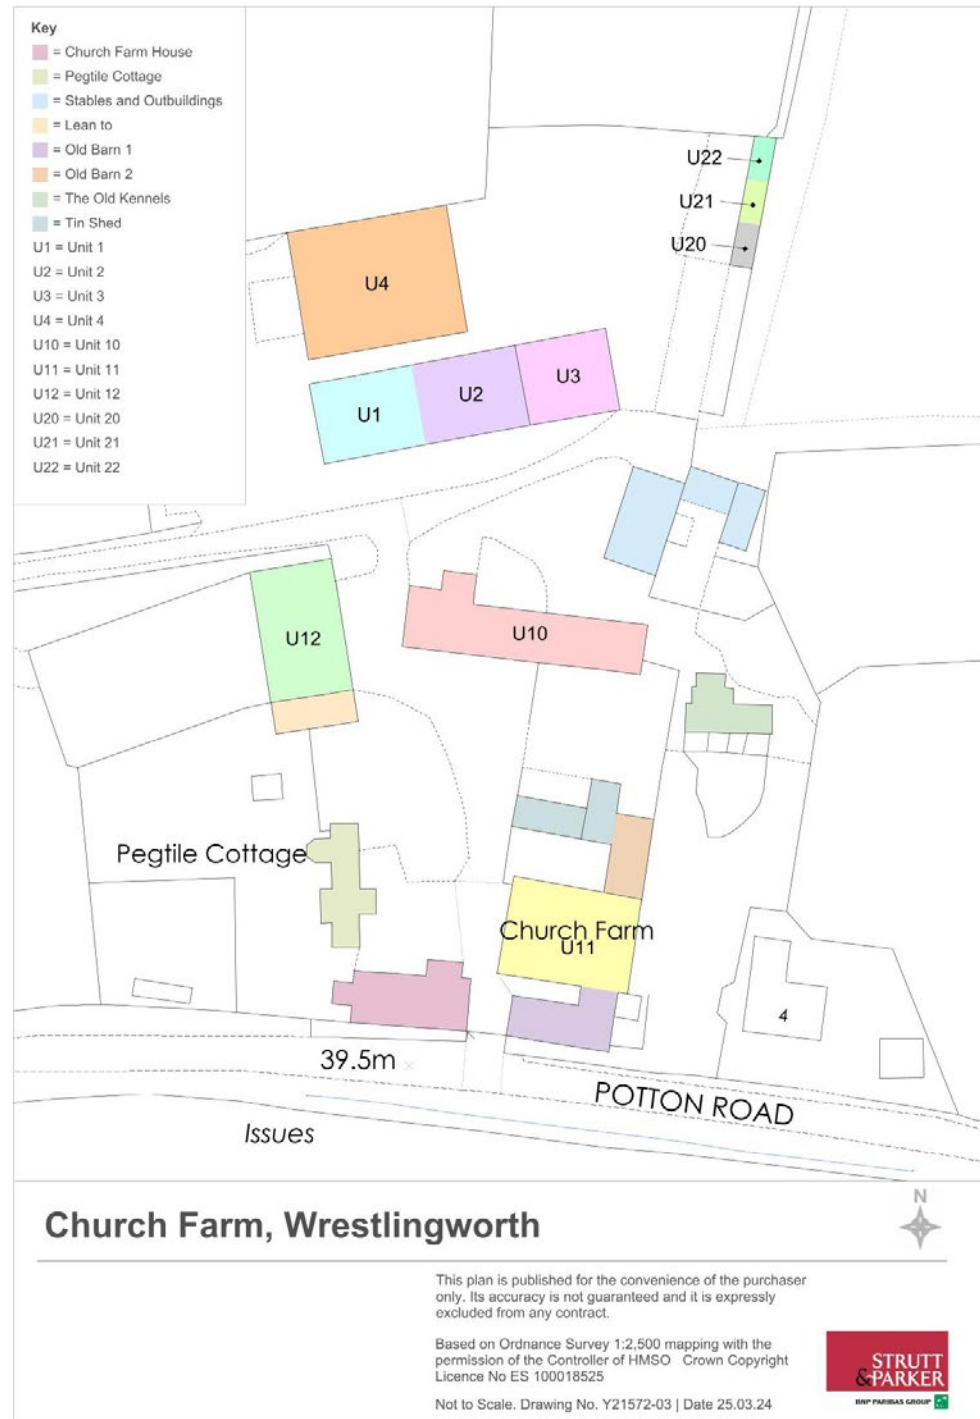 Key
= Church Farm House
= Pegtile Cottage
= Stables and Outbuildings
= Lean to
= Old Barn 1
= Old Barn 2
= The Old Kennels
= Tin Shed
U1 = Unit 1
U2 = Unit 2
U3 = Unit 3
U4 = Unit 4
U10 = Unit 10
U11 = Unit 11
U12 = Unit 12
U20 = Unit 20
U21 = Unit 21
U22 = Unit 22
U22
U21
U20
U4
U3
U2
U1
U10
U12
Pegtile Cottage
Church Farm
U11
4
39.5m
POTTON ROAD
Issues
Church Farm, Wrestlingworth
N
This plan is published for the convenience of the purchaser
only. Its accuracy is not guaranteed and it is expressly
excluded from any contract.
Based on Ordnance Survey 1:2,500 mapping with the
permission of the Controller of HMSO Crown Copyright
Licence No ES 100018525
Not to Scale. Drawing No. Y21572-03 | Date 25.03.24
STRUTT
&PARKER
BNP PARIBAS GROUP